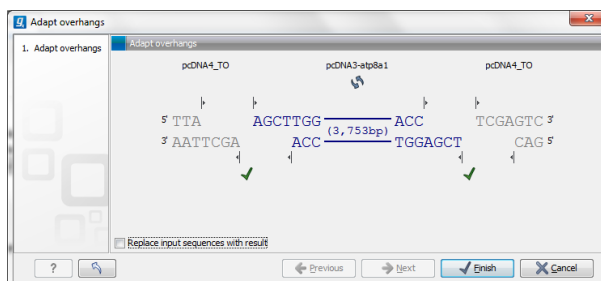 Adapt overhangs
1. Adapt overhangs
Adapt overhangs
pcDNA4_TO pcDNA3-atp8a1 pcDNA4_TO
5' TTA AGCTTGG ACC TCGAGTC 3'
(3,753bp)
3' AATTCGA ACC TGGAGCT CAG 5'
Replace input sequences with result
? Previous Next Finish Cancel